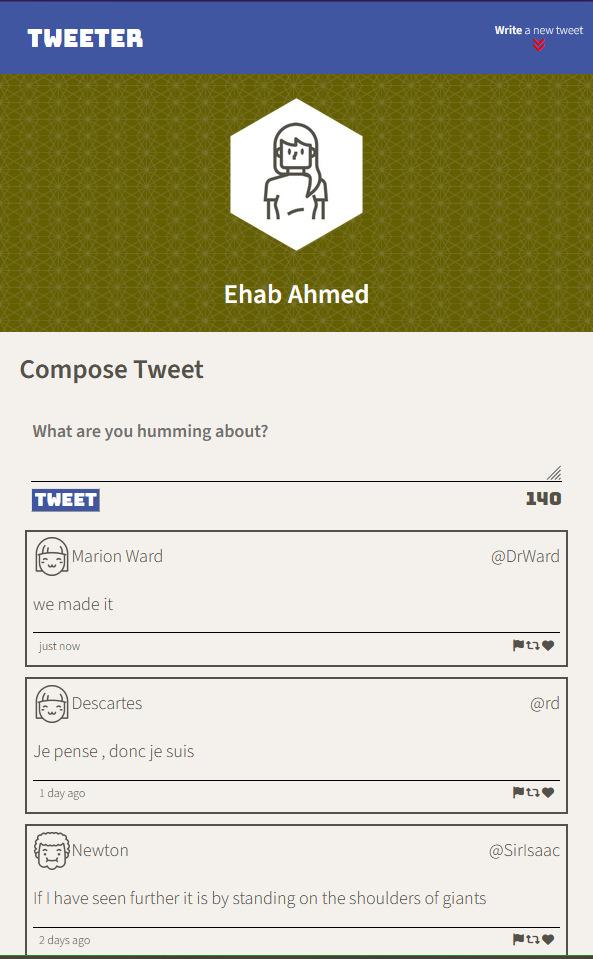 TWEETER
Write a new tweet
Ehab Ahmed
Compose Tweet
What are you humming about?
TWEET 140
Marion Ward @DrWard
we made it
just now
Descartes @rd
Je pense , donc je suis
1 day ago
Newton @SirIsaac
If I have seen further it is by standing on the shoulders of giants
2 days ago